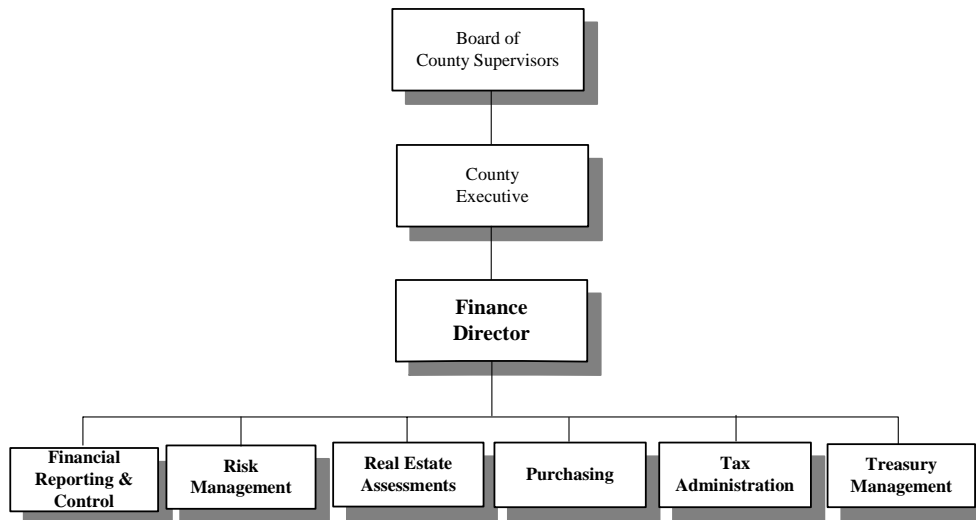 Board of
County Supervisors
County
Executive
Finance
Director
Financial
Reporting &
Control
Risk
Management
Real Estate
Assessments
Purchasing
Tax
Administration
Treasury
Management